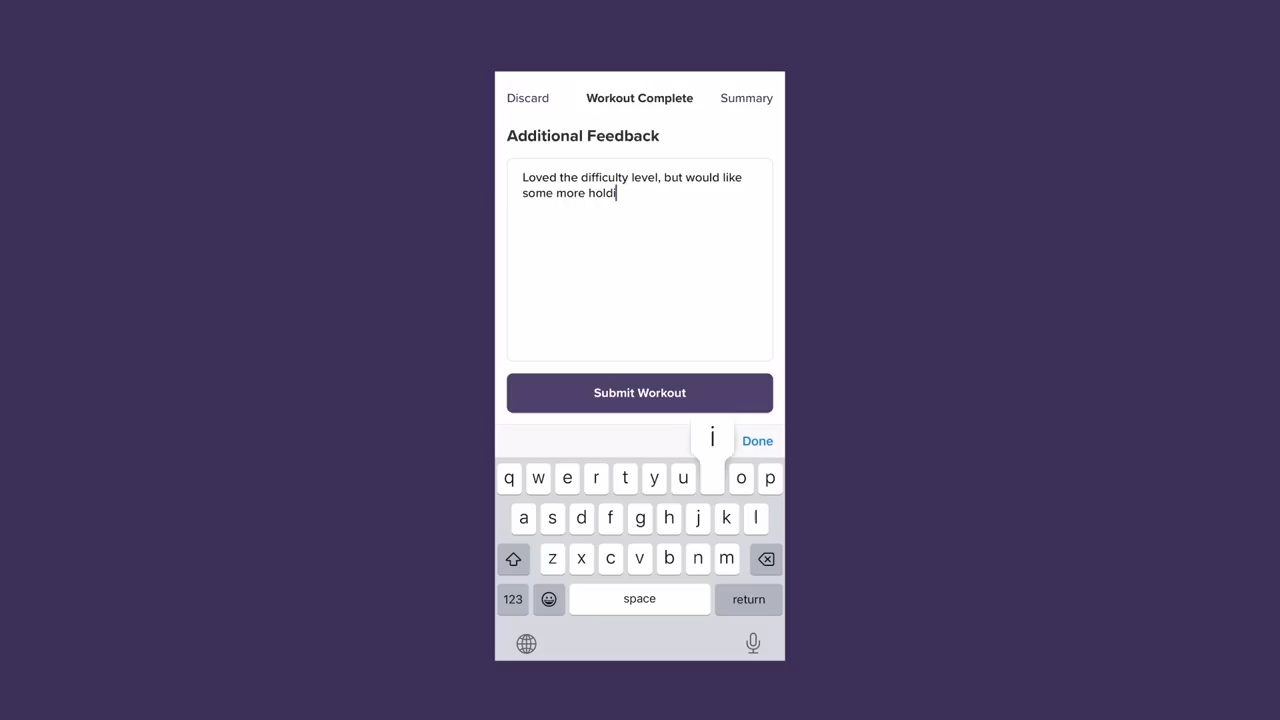 Discard Workout Complete Summary
Additional Feedback
Loved the difficulty level, but would like
some more holdi
Submit Workout
i Done
q w e r t y u o p
a s d f g h j k l
z x c v b n m
123 space return